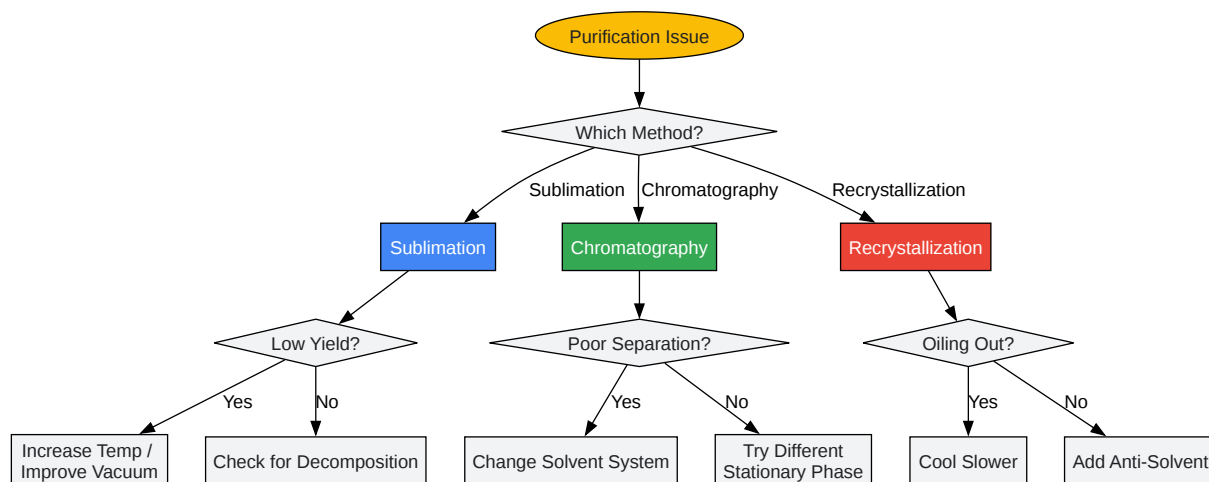 Purification Issue
Which Method?
Sublimation
Chromatography
Recrystallization
Sublimation
Chromatography
Recrystallization
Low Yield?
Poor Separation?
Oiling Out?
Yes
No
Yes
No
Yes
No
Increase Temp /
Improve Vacuum
Check for Decomposition
Change Solvent System
Try Different
Stationary Phase
Cool Slower
Add Anti-Solvent